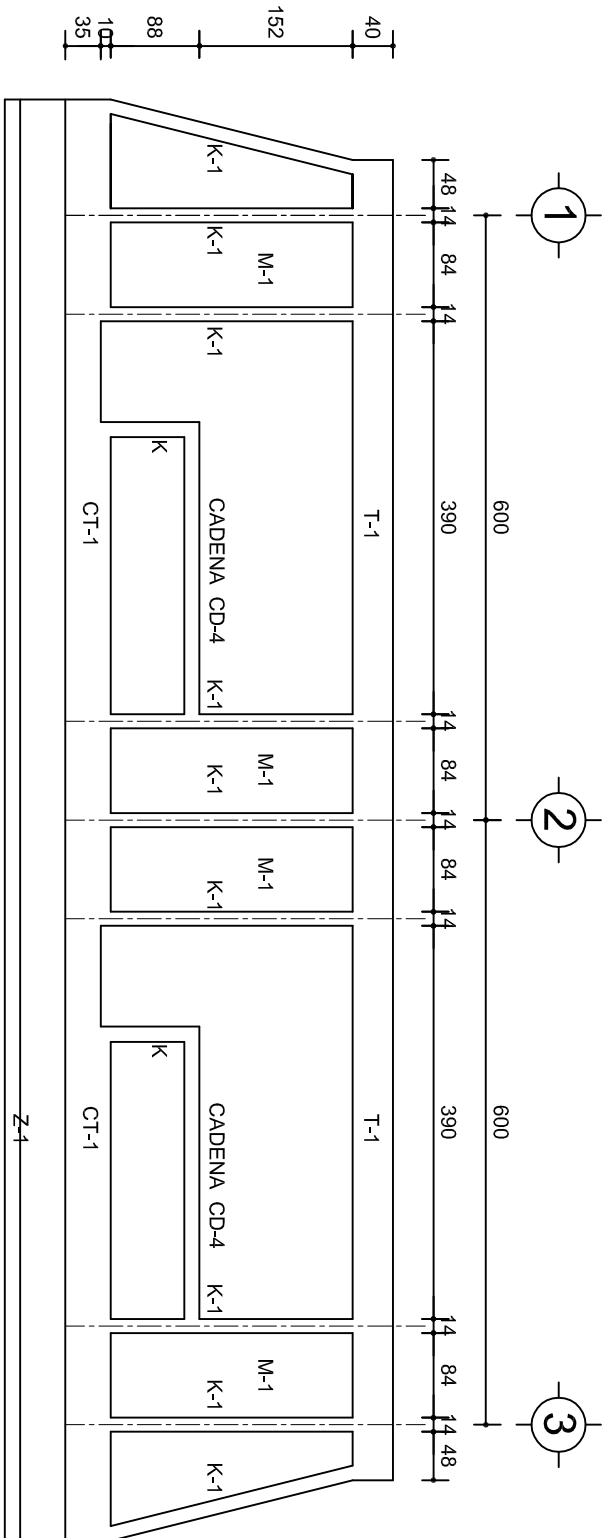 1 2 3
600 600
48 14 84 14 390 14 84 14 84 14 390 14 84 14 48
40
T-1 T-1
152
M-1 M-1 M-1 M-1
K-1 K-1 K-1 CADENA CD-4 K-1 K-1 K-1 CADENA CD-4 K-1 K-1 K-1
88
K K
10
CT-1 CT-1
35
Z-1